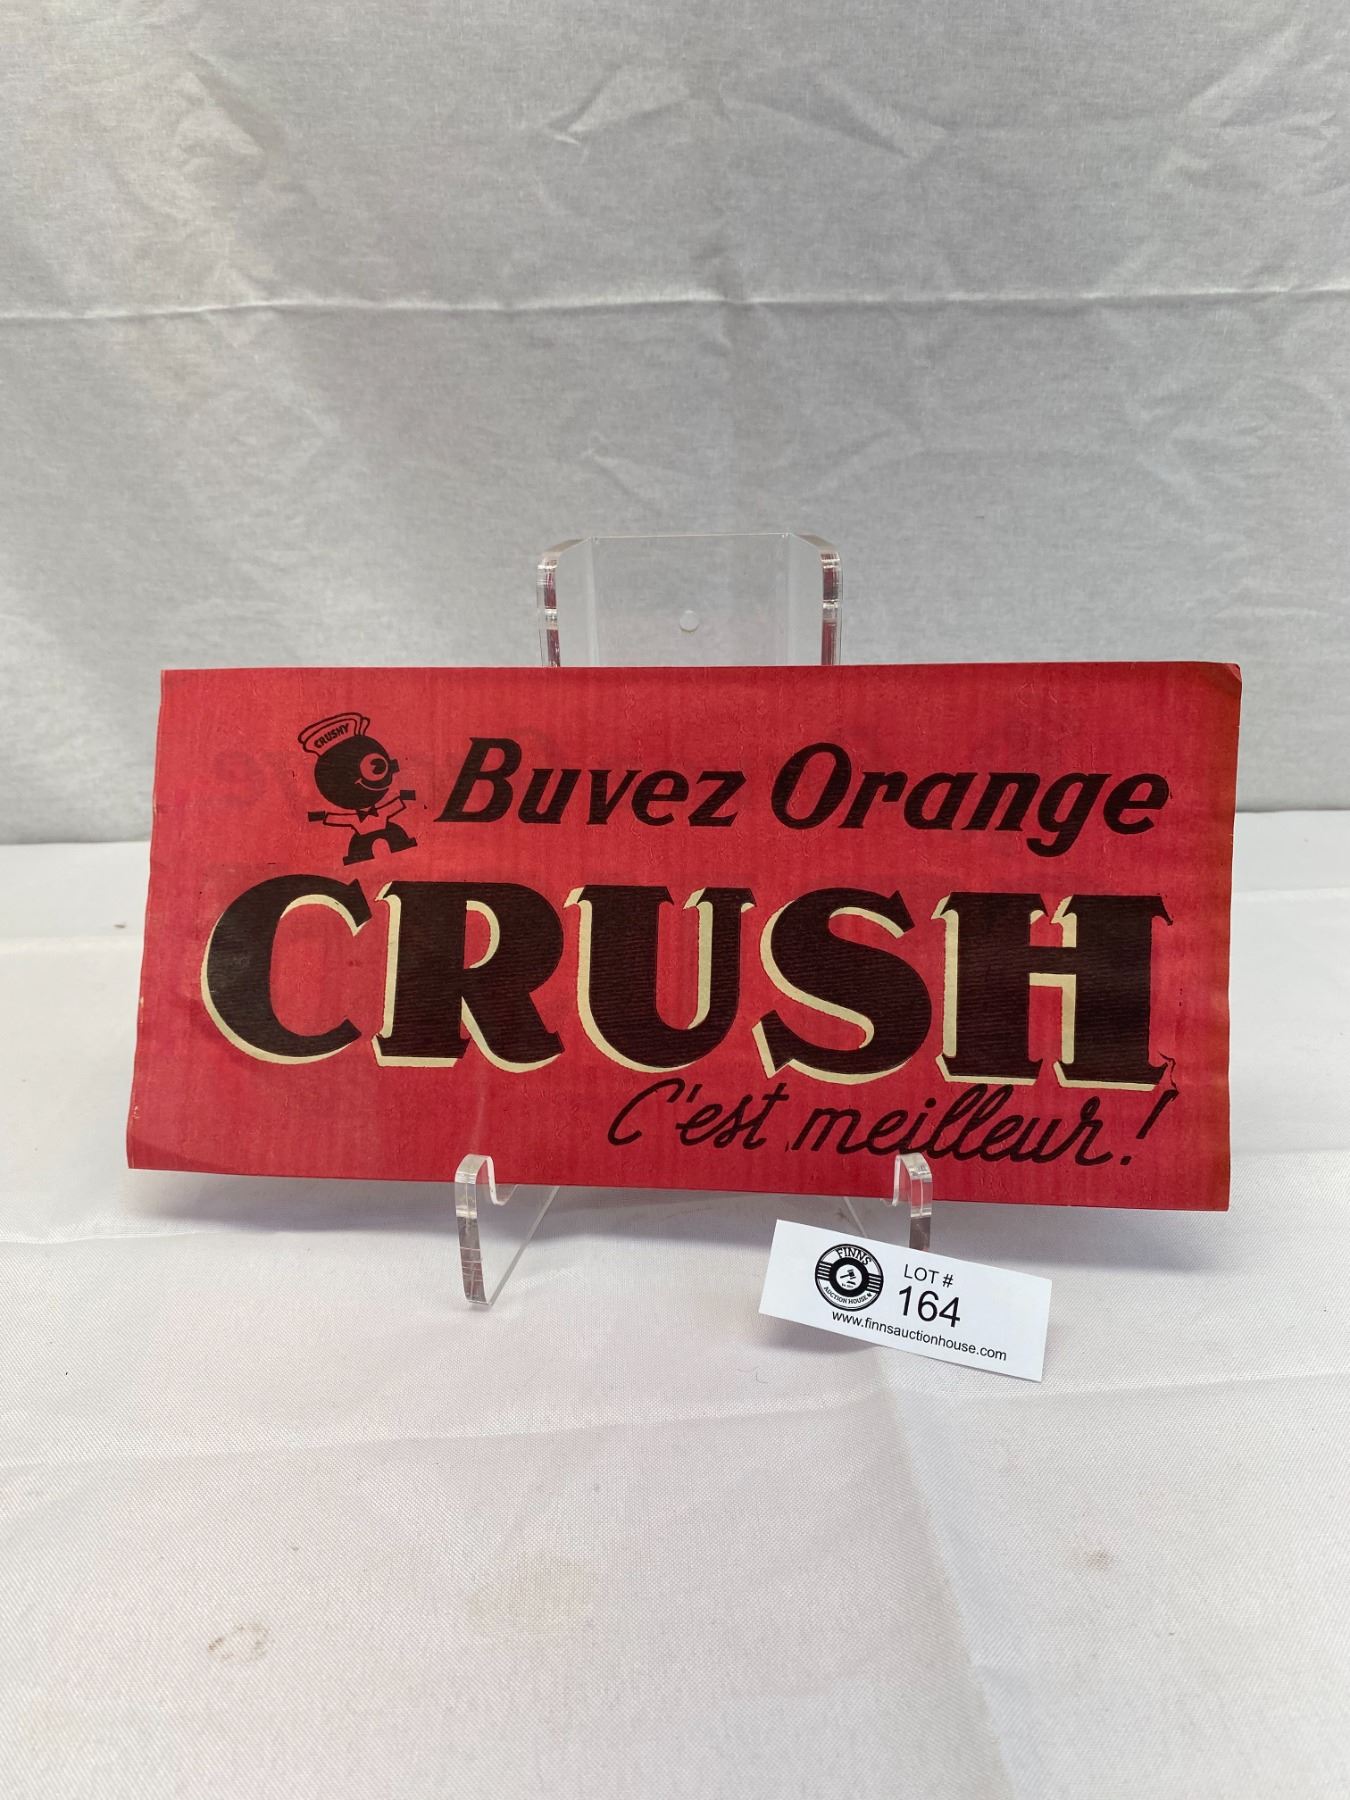 CRUSHY
Buvez Orange
CRUSH
C'est meilleur!
FINNS
AUCTION HOUSE
LOT #
164
www.finnsauctionhouse.com